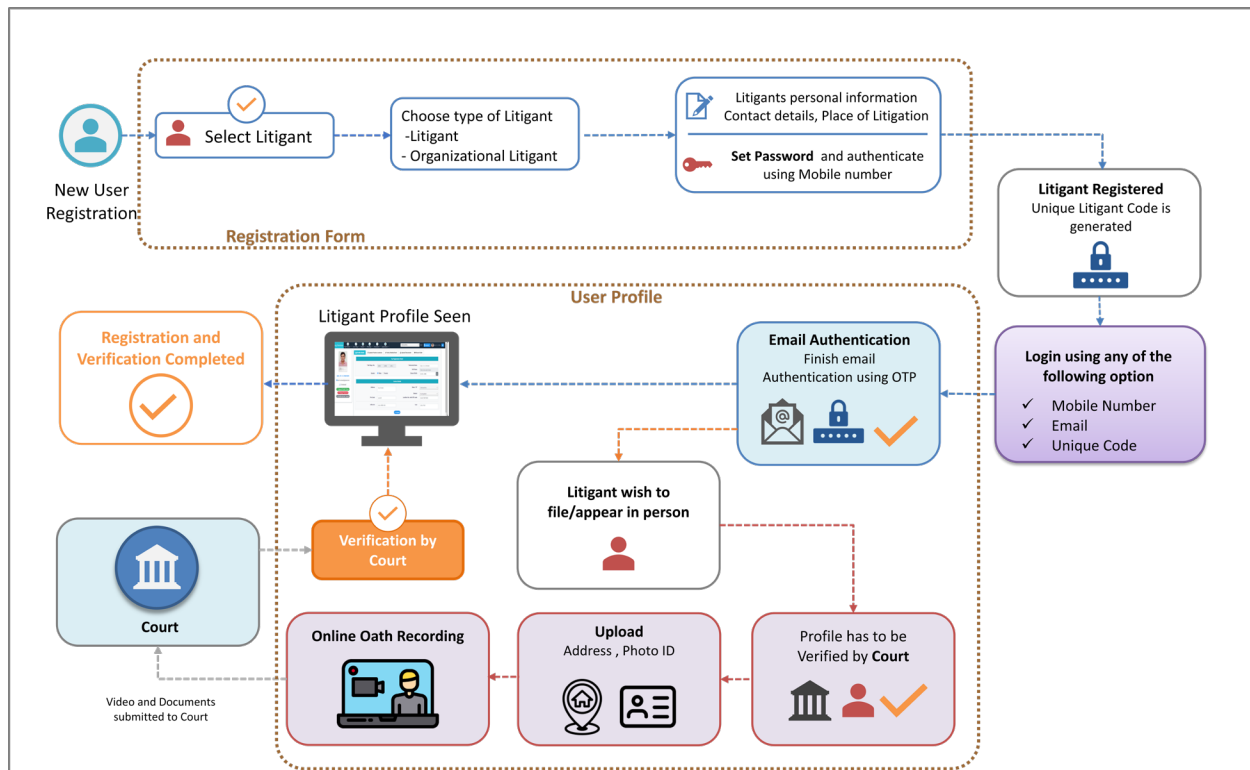 New User
Registration
Select Litigant
Choose type of Litigant
-Litigant
- Organizational Litigant
Litigants personal information
Contact details, Place of Litigation
Set Password and authenticate
using Mobile number
Registration Form
Litigant Registered
Unique Litigant Code is
generated
User Profile
Login using any of the
following option
✓ Mobile Number
✓ Email
✓ Unique Code
Email Authentication
Finish email
Authentication using OTP
Litigant Profile Seen
Registration and
Verification Completed
Litigant wish to
file/appear in person
Profile has to be
Verified by Court
Upload
Address , Photo ID
Online Oath Recording
Video and Documents
submitted to Court
Court
Verification by
Court